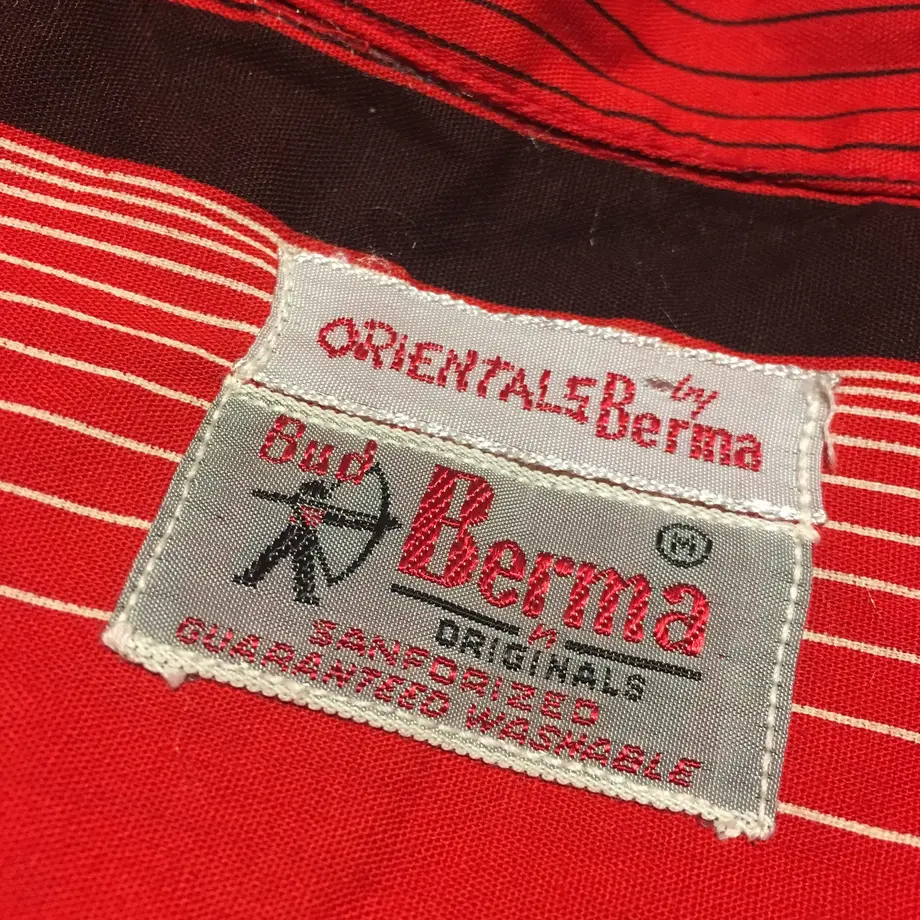 ORIENTALS by
Berma
Bud
Berma
M
ORIGINALS
SANFORIZED
GUARANTEED WASHABLE